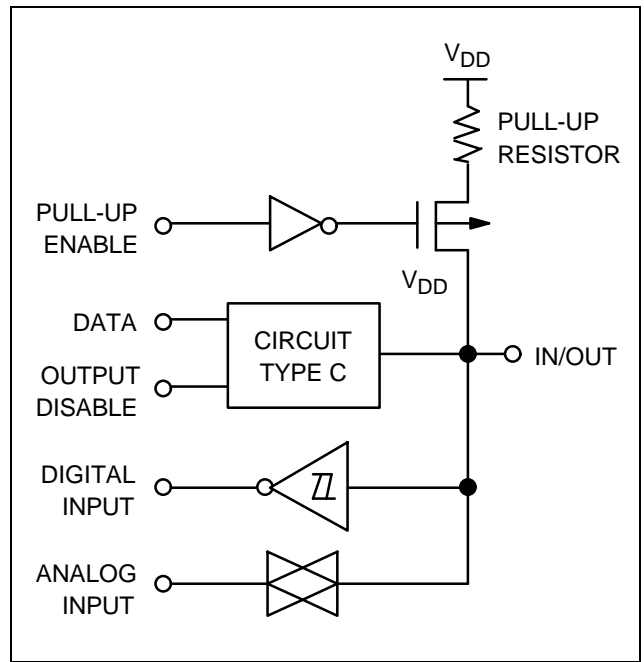 VDD
PULL-UP
RESISTOR
PULL-UP
ENABLE
VDD
DATA
CIRCUIT
TYPE C
IN/OUT
OUTPUT
DISABLE
DIGITAL
INPUT
ANALOG
INPUT